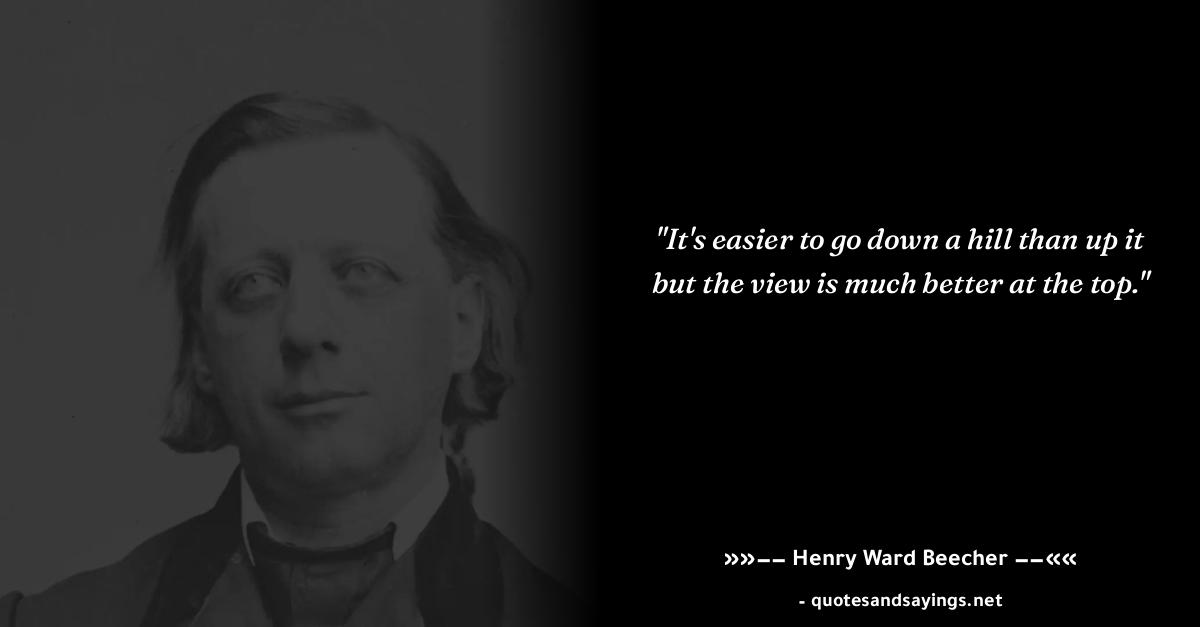 "It's easier to go down a hill than up it
but the view is much better at the top."
»»−− Henry Ward Beecher −−««
- quotesandsayings.net